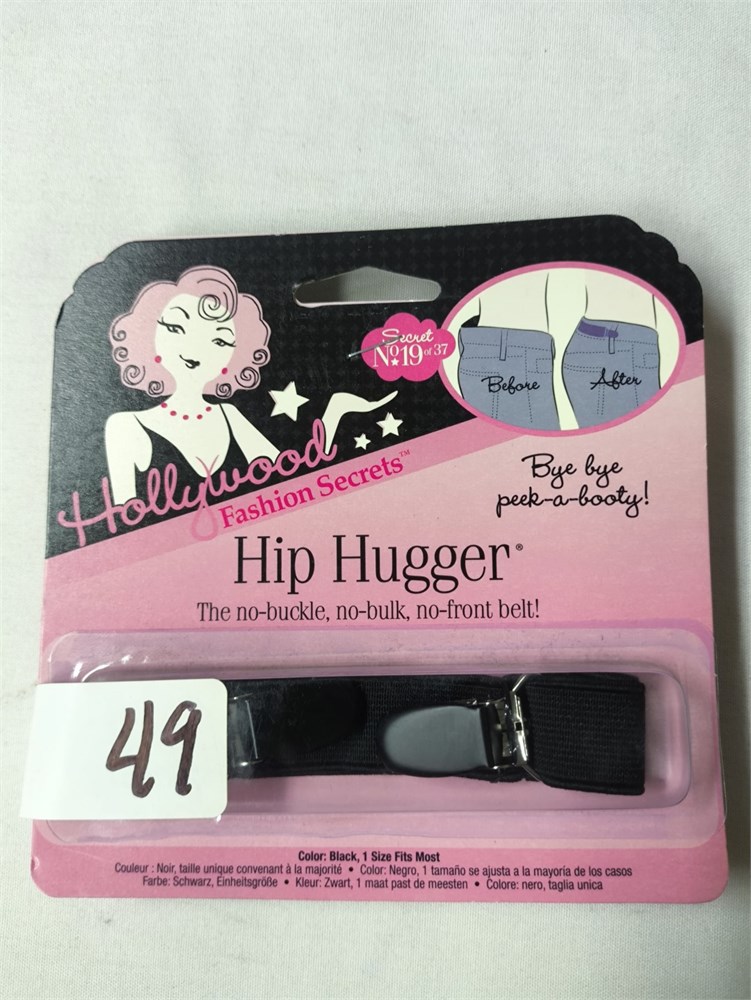 Secret
No19 of 37
Before
After
Hollywood
Fashion Secrets™
Bye bye
peek-a-booty!
Hip Hugger®
The no-buckle, no-bulk, no-front belt!
49
Color: Black, 1 Size Fits Most
Couleur : Noir, taille unique convenant à la majorité • Color: Negro, 1 tamaño se ajusta a la mayoría de los casos
Farbe: Schwarz, Einheitsgröße • Kleur: Zwart, 1 maat past de meesten • Colore: nero, taglia unica